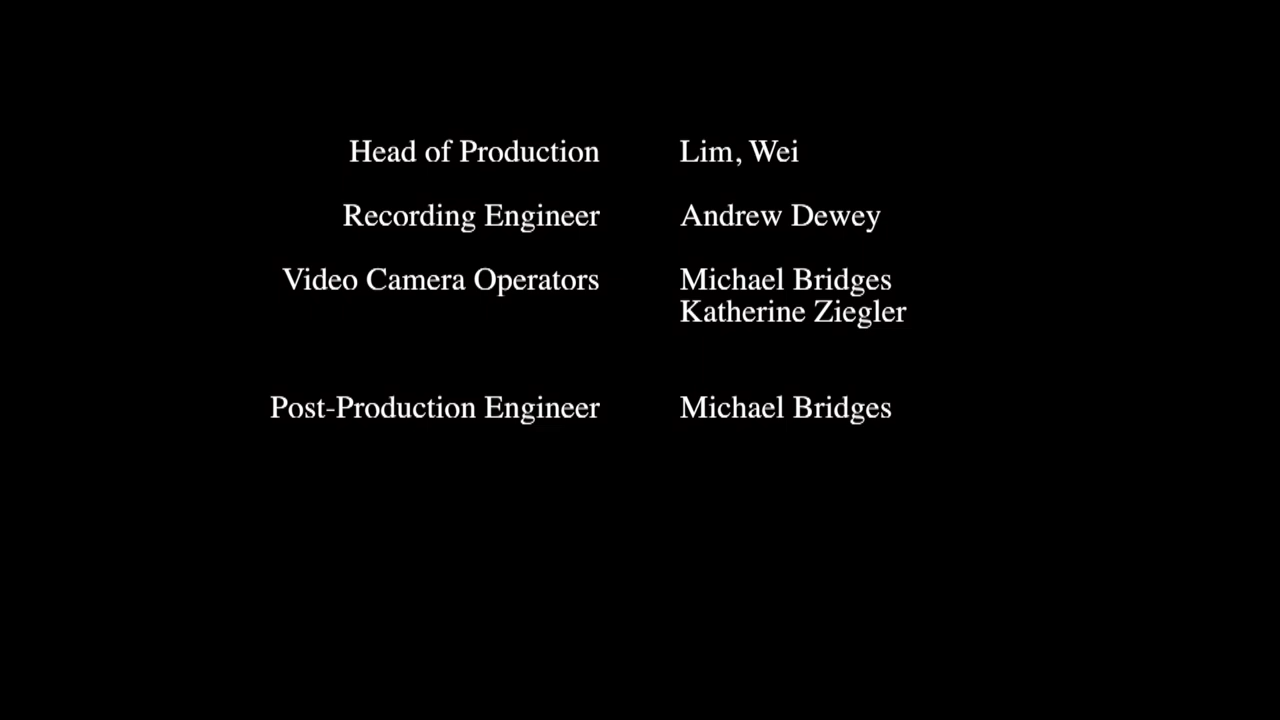 Head of Production Lim, Wei
Recording Engineer Andrew Dewey
Video Camera Operators Michael Bridges
Katherine Ziegler
Post-Production Engineer Michael Bridges